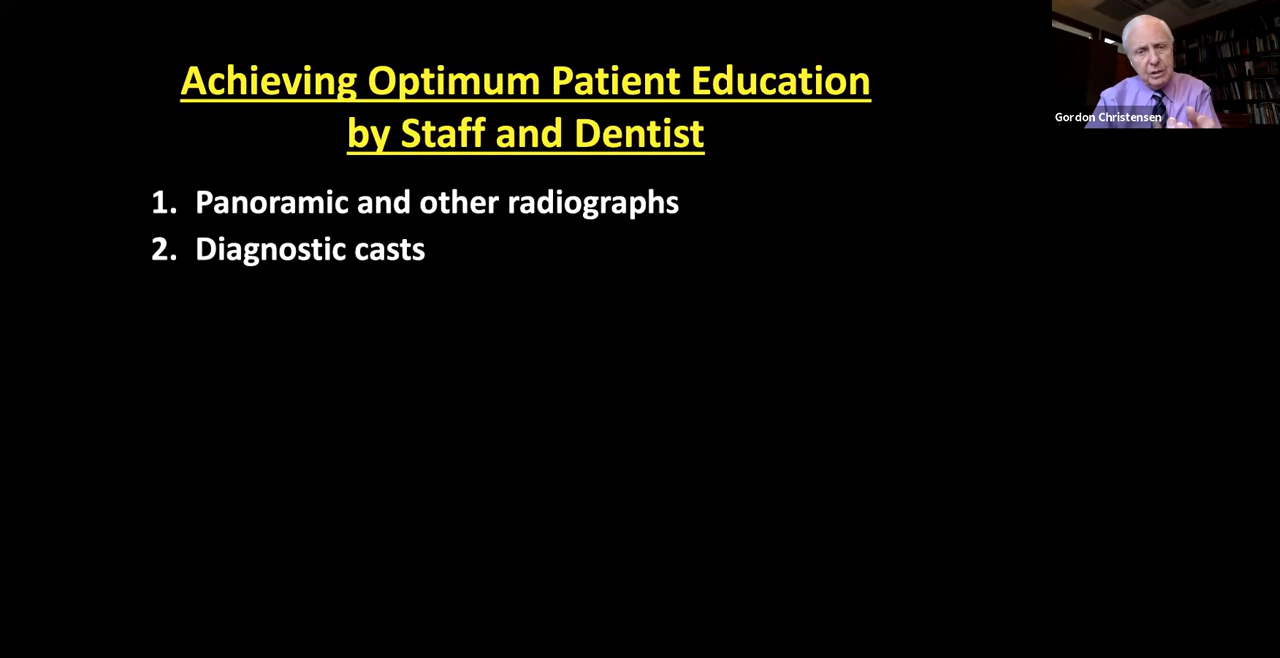 Achieving Optimum Patient Education
by Staff and Dentist
1. Panoramic and other radiographs
2. Diagnostic casts
Gordon Christensen